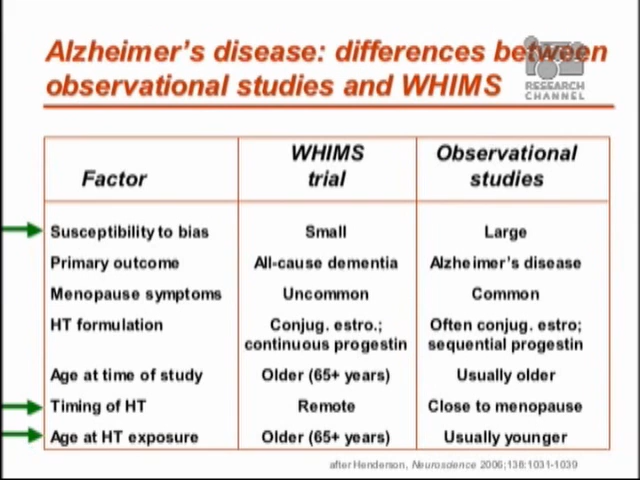 Alzheimer's disease: differences between
observational studies and WHIMS
RESEARCH
CHANNEL
Factor
WHIMS
trial
Observational
studies
Susceptibility to bias
Small
Large
Primary outcome
All-cause dementia
Alzheimer's disease
Menopause symptoms
Uncommon
Common
HT formulation
Conjug. estro.;
continuous progestin
Often conjug. estro;
sequential progestin
Age at time of study
Older (65+ years)
Usually older
Timing of HT
Remote
Close to menopause
Age at HT exposure
Older (65+ years)
Usually younger
after Henderson, Neuroscience 2006;138:1031-1039